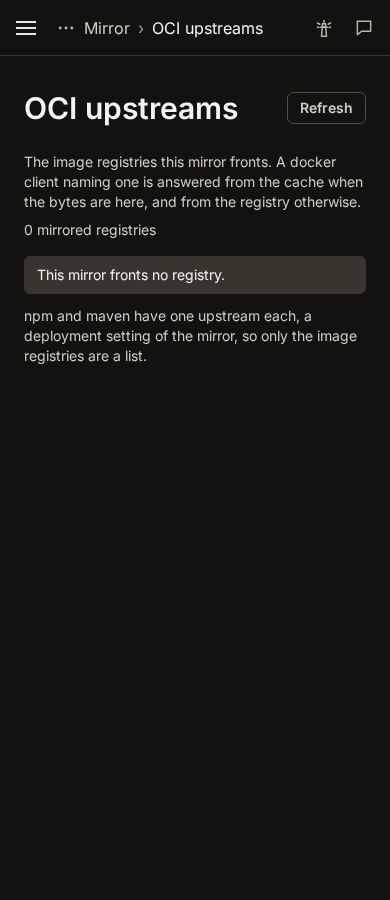 ... Mirror › OCI upstreams
OCI upstreams
Refresh
The image registries this mirror fronts. A docker
client naming one is answered from the cache when
the bytes are here, and from the registry otherwise.
0 mirrored registries
This mirror fronts no registry.
npm and maven have one upstream each, a
deployment setting of the mirror, so only the image
registries are a list.